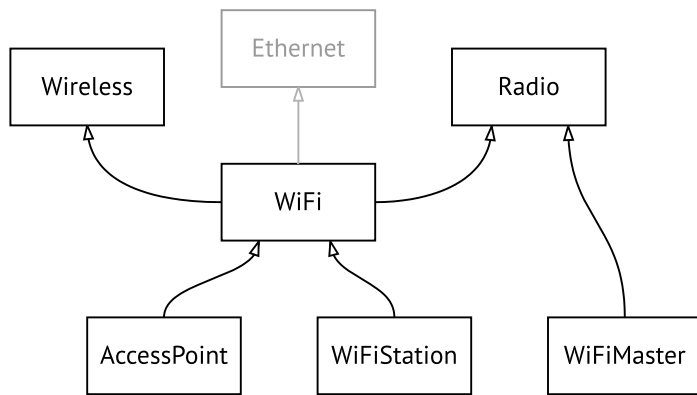 Ethernet
Wireless
Radio
WiFi
AccessPoint
WiFiStation
WiFiMaster